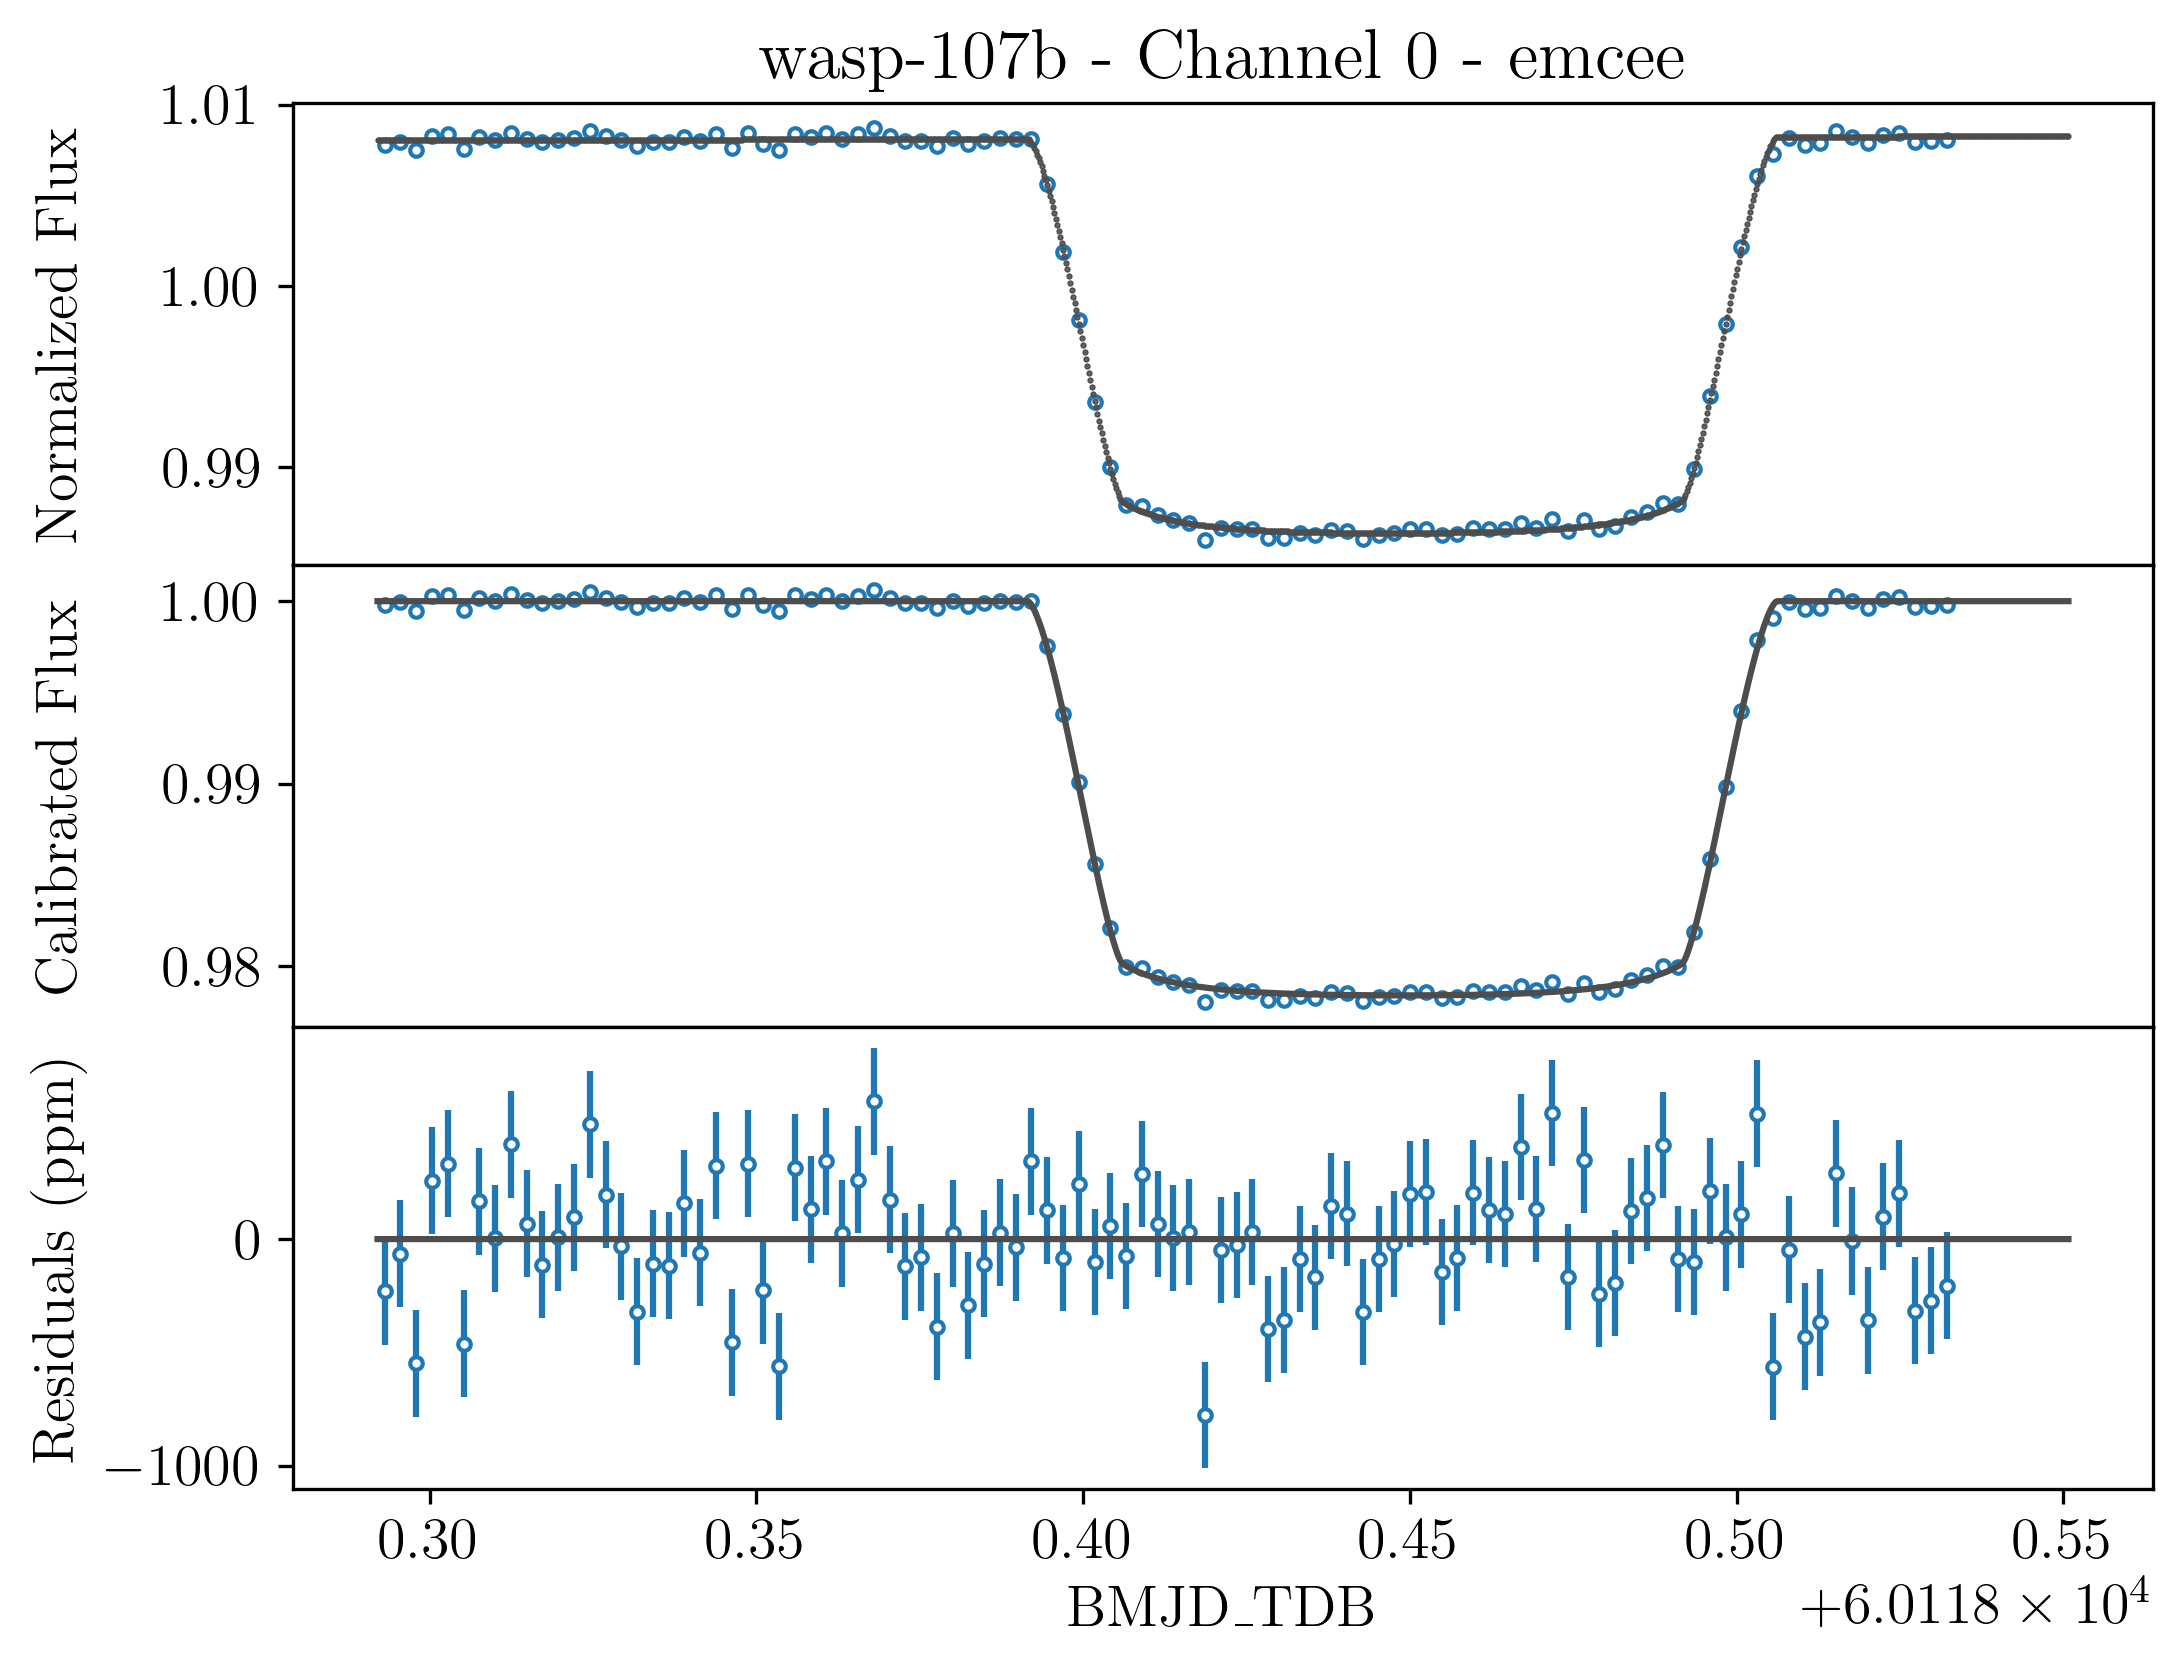 wasp-107b - Channel 0 - emcee
Normalized Flux
1.01
1.00
0.99
Calibrated Flux
1.00
0.99
0.98
Residuals (ppm)
0
−1000
0.30 0.35 0.40 0.45 0.50 0.55
BMJD_TDB
+6.0118 × 10⁴